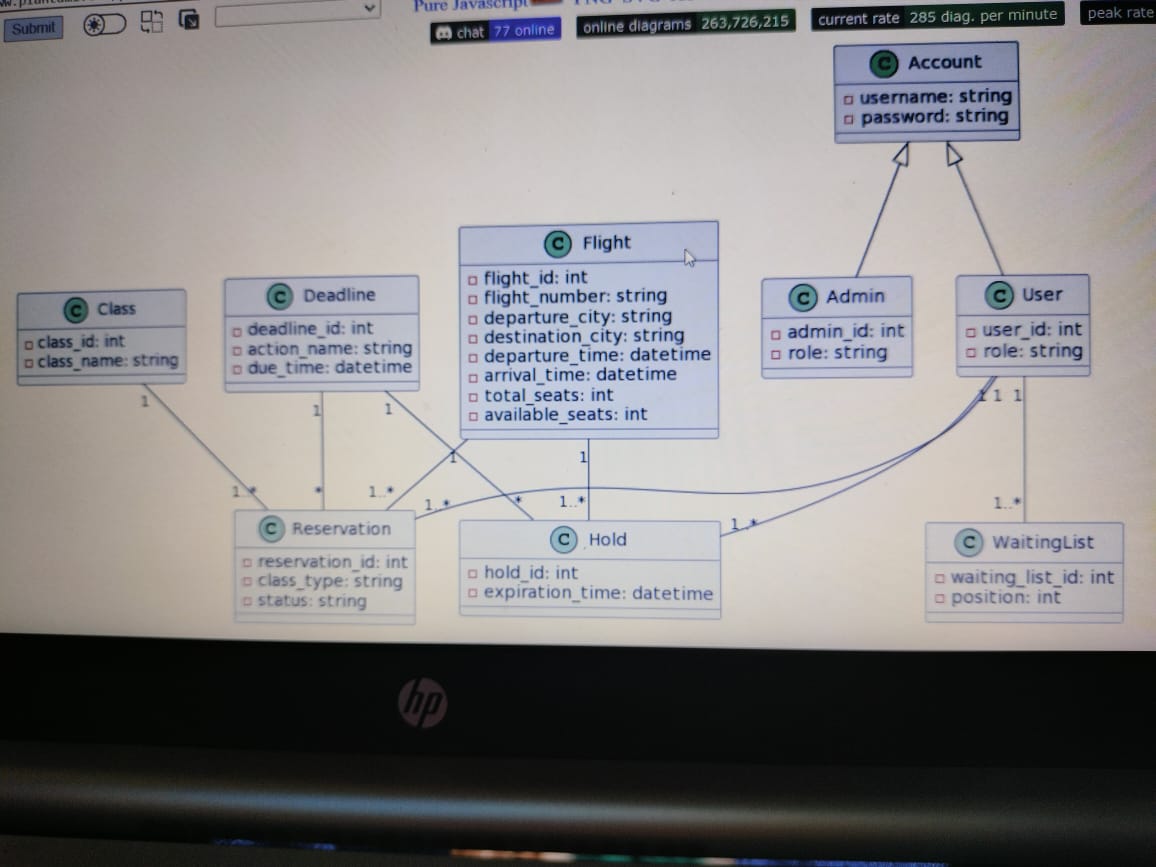 Submit
Pure Javascript
chat 77 online
online diagrams 263,726,215
current rate 285 diag. per minute
peak rate
C Account
username: string
password: string
C Flight
flight_id: int
flight_number: string
departure_city: string
destination_city: string
departure_time: datetime
arrival_time: datetime
total_seats: int
available_seats: int
C Class
class_id: int
class_name: string
C Deadline
deadline_id: int
action_name: string
due_time: datetime
C Admin
admin_id: int
role: string
C User
user_id: int
role: string
1
1
1
1
1
1 1 1
1..*
*
1..*
1..*
*
1..*
1..*
1..*
C Reservation
reservation_id: int
class_type: string
status: string
C Hold
hold_id: int
expiration_time: datetime
C WaitingList
waiting_list_id: int
position: int
hp